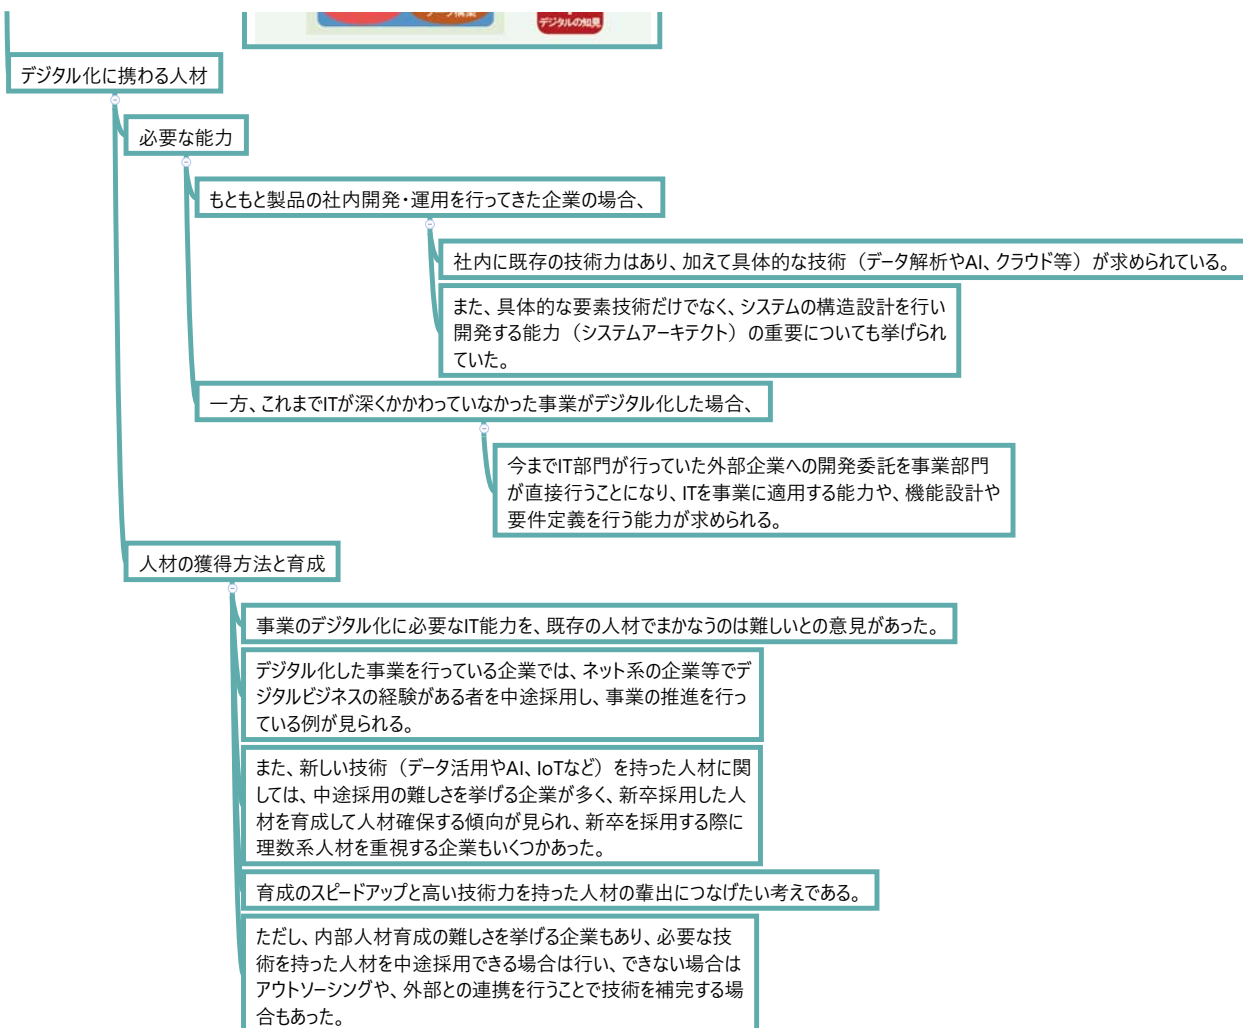 デジタルの知見
デジタル化に携わる人材
必要な能力
もともと製品の社内開発・運用を行ってきた企業の場合、
社内に既存の技術力はあり、加えて具体的な技術（データ解析やAI、クラウド等）が求められている。
また、具体的な要素技術だけでなく、システムの構造設計を行い
開発する能力（システムアーキテクト）の重要についても挙げられ
ていた。
一方、これまでITが深くかかわっていなかった事業がデジタル化した場合、
今までIT部門が行っていた外部企業への開発委託を事業部門
が直接行うことになり、ITを事業に適用する能力や、機能設計や
要件定義を行う能力が求められる。
人材の獲得方法と育成
事業のデジタル化に必要なIT能力を、既存の人材でまかなうのは難しいとの意見があった。
デジタル化した事業を行っている企業では、ネット系の企業等でデ
ジタルビジネスの経験がある者を中途採用し、事業の推進を行っ
ている例が見られる。
また、新しい技術（データ活用やAI、IoTなど）を持った人材に関
しては、中途採用の難しさを挙げる企業が多く、新卒採用した人
材を育成して人材確保する傾向が見られ、新卒を採用する際に
理数系人材を重視する企業もいくつかあった。
育成のスピードアップと高い技術力を持った人材の輩出につなげたい考えである。
ただし、内部人材育成の難しさを挙げる企業もあり、必要な技
術を持った人材を中途採用できる場合は行い、できない場合は
アウトソーシングや、外部との連携を行うことで技術を補完する場
合もあった。